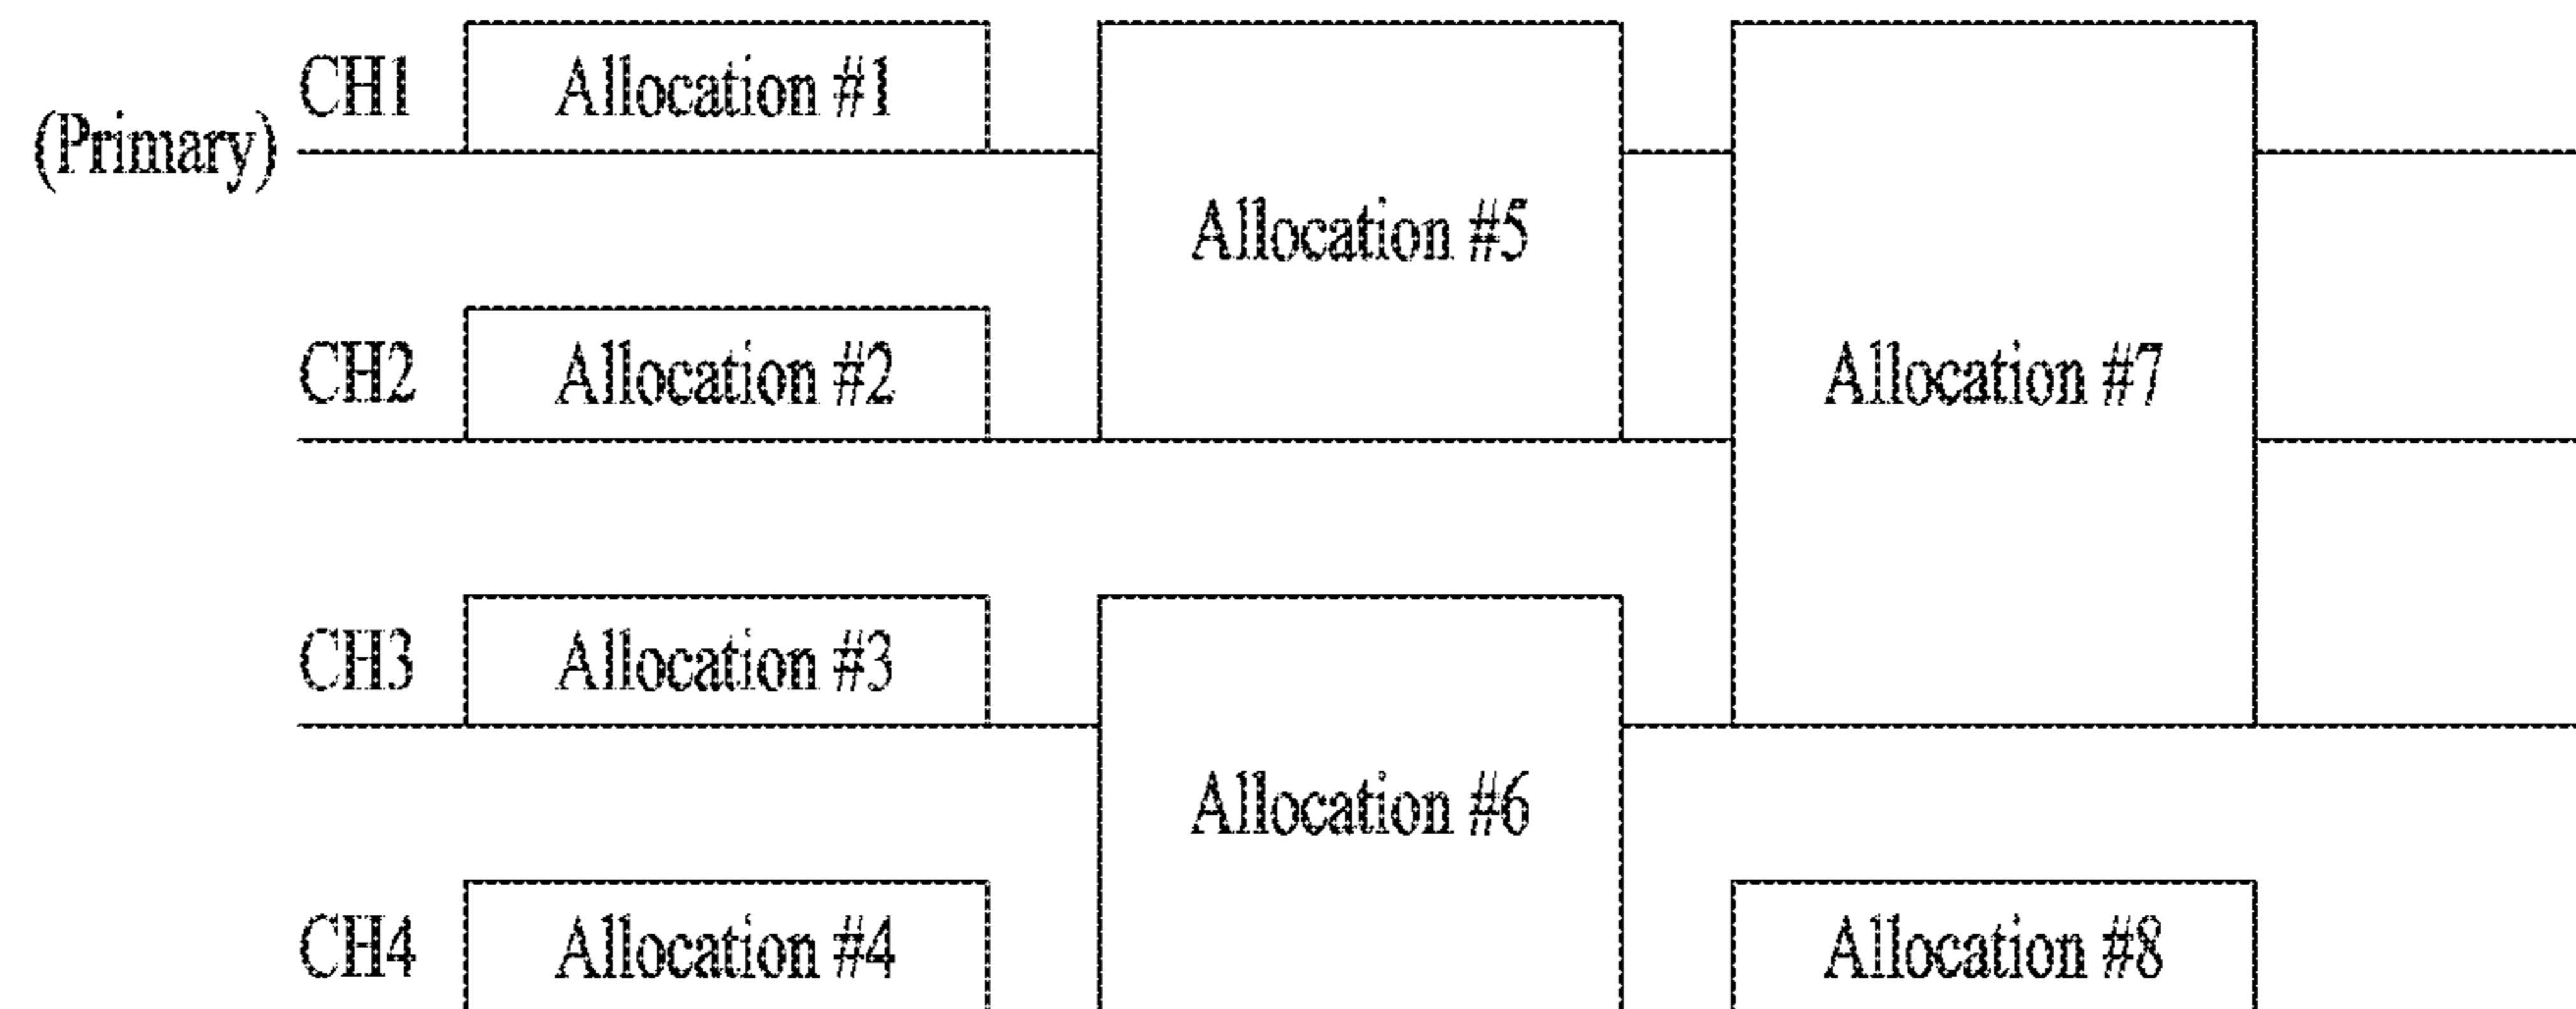 CH1 Allocation #1
(Primary)
Allocation #5
CH2 Allocation #2 Allocation #7
CH3 Allocation #3
Allocation #6
CH4 Allocation #4 Allocation #8